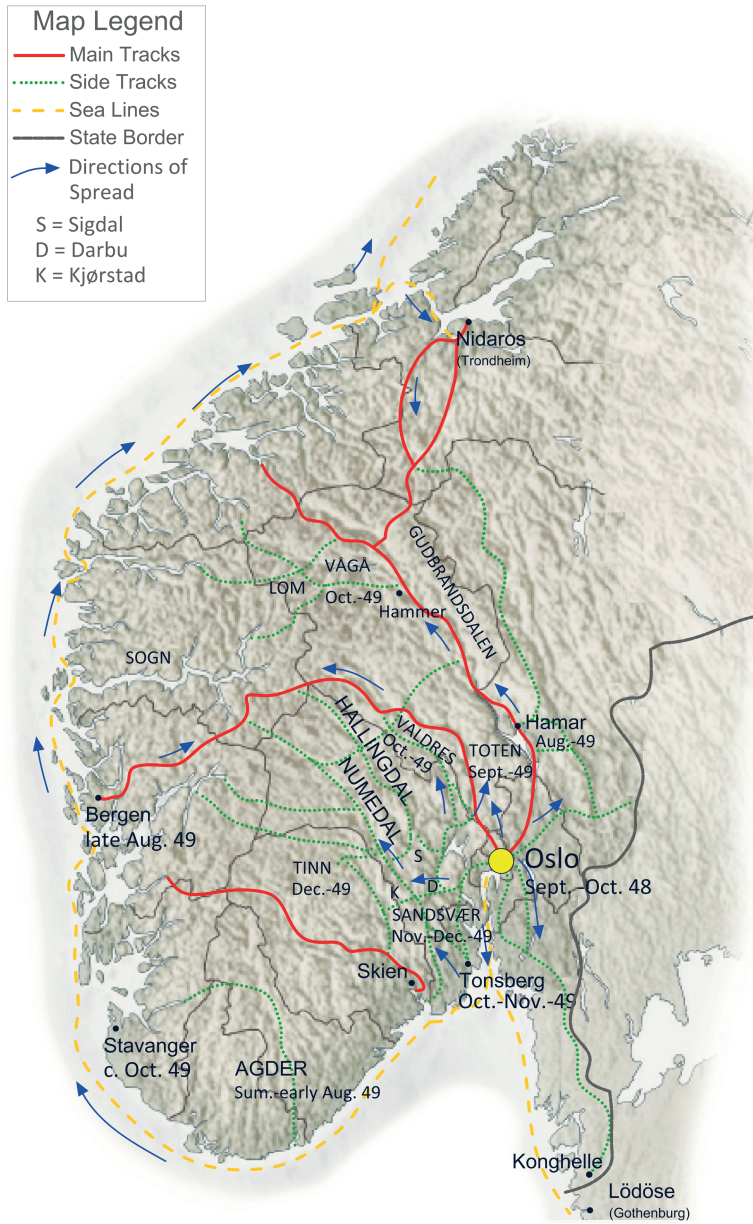 Map Legend
Main Tracks
Side Tracks
Sea Lines
State Border
Directions of
Spread
S = Sigdal
D = Darbu
K = Kjørstad
Nidaros
(Trondheim)
GUDBRANDSDALEN
VÅGÅ
Oct.-49
LOM
Hammer
SOGN
HALLINGDAL
VALDRES
Oct.-49
NUMEDAL
TOTEN
Sept.-49
Hamar
Aug.-49
Bergen
late Aug. 49
S
Oslo
Sept. -Oct. 48
TINN
Dec.-49
K
D
SANDSVÆR
Nov.-Dec.-49
Skien
Tonsberg
Oct.-Nov.-49
Stavanger
c. Oct. 49
AGDER
Sum.-early Aug. 49
Konghelle
Lödöse
(Gothenburg)